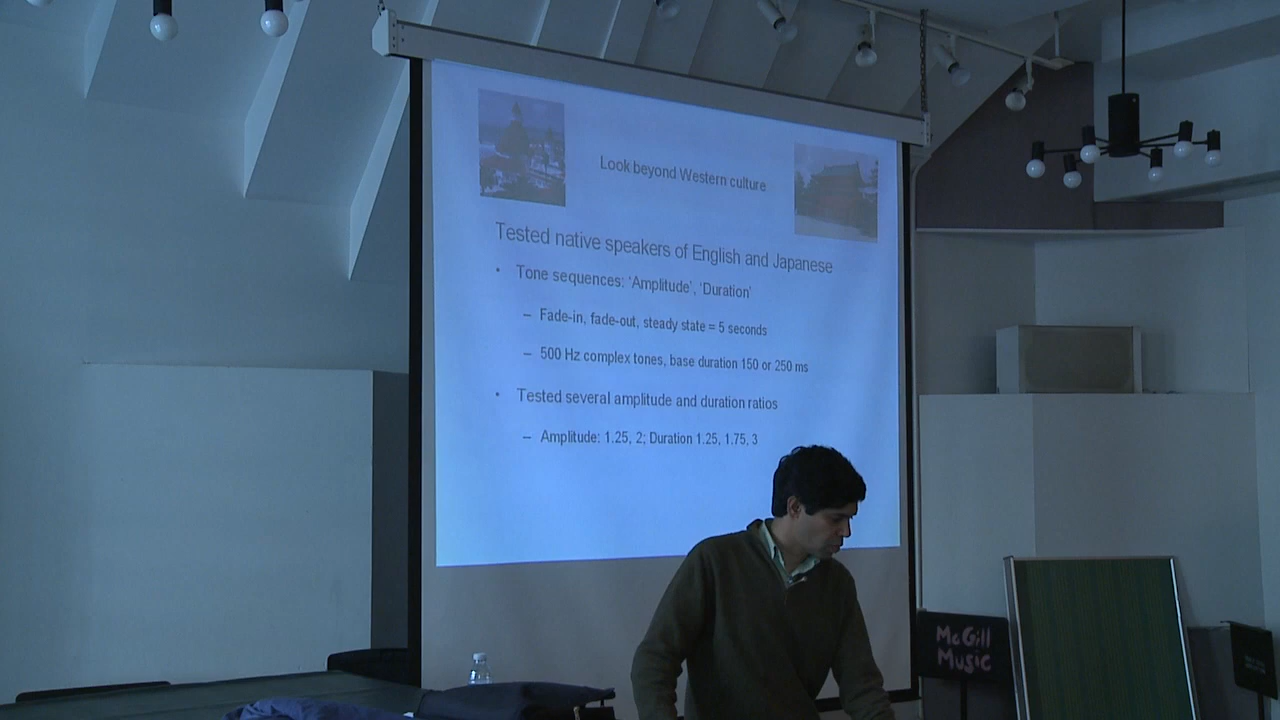 Look beyond Western culture
Tested native speakers of English and Japanese
• Tone sequences: 'Amplitude', 'Duration'
– Fade-in, fade-out, steady state = 5 seconds
– 500 Hz complex tones, base duration 150 or 250 ms
• Tested several amplitude and duration ratios
– Amplitude: 1.25, 2; Duration 1.25, 1.75, 3
McGill
Music